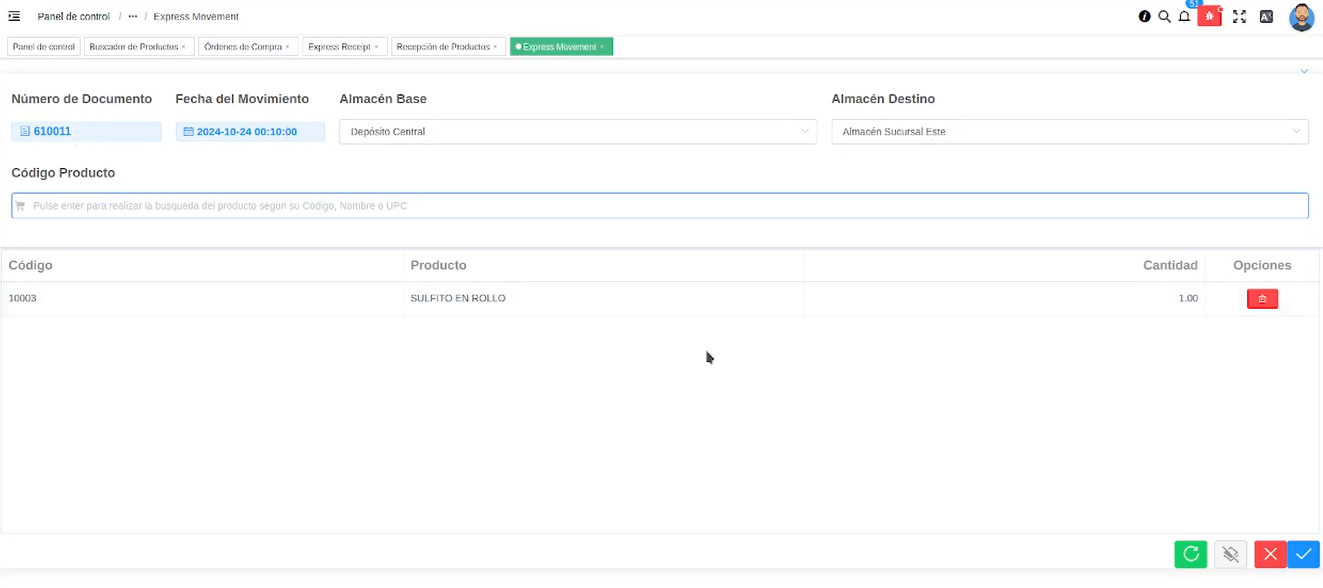 Panel de control / ··· / Express Movement
51
Panel de control
Buscador de Productos ×
Órdenes de Compra ×
Express Receipt ×
Recepción de Productos ×
Express Movement ×
Número de Documento
Fecha del Movimiento
Almacén Base
Almacén Destino
610011
2024-10-24 00:10:00
Depósito Central
Almacén Sucursal Este
Código Producto
Pulse enter para realizar la busqueda del producto segun su Codigo, Nombre o UPC
Código Producto Cantidad Opciones
10003 SULFITO EN ROLLO 1.00